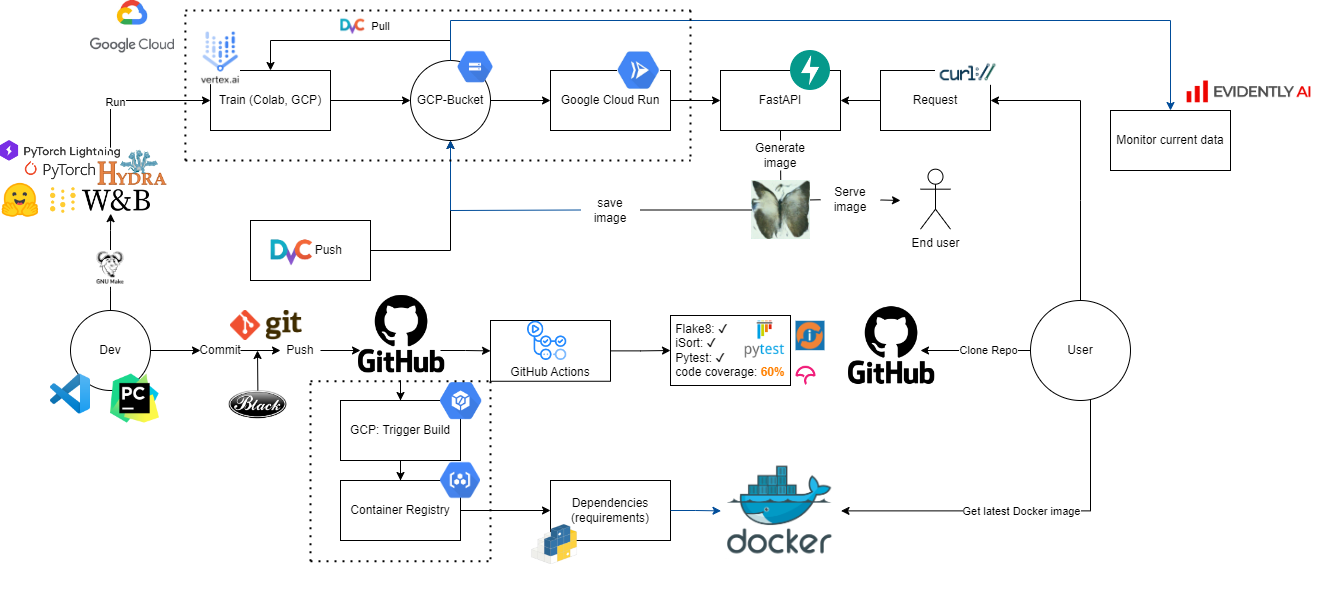 Google Cloud
DVC Pull
vertex.ai
Run
Train (Colab, GCP)
GCP-Bucket
Google Cloud Run
FastAPI
curl://
Request
EVIDENTLY AI
Monitor current data
PyTorch Lightning
PyTorch
HYDRA
W&B
Generate
image
save
image
Serve
image
End user
DVC Push
GNU Make
Dev
git
Commit
Push
Black
PC
GitHub
GitHub Actions
Flake8: ✓
iSort: ✓
Pytest: ✓
code coverage: 60%
pytest
i
GitHub
Clone Repo
User
GCP: Trigger Build
Container Registry
Dependencies
(requirements)
docker
Get latest Docker image